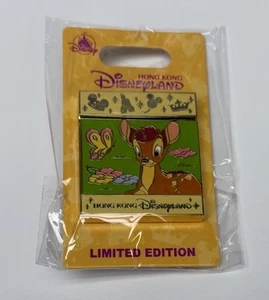 HONG KONG
DISNEYLAND
HONG KONG DISNEYLAND
LIMITED EDITION